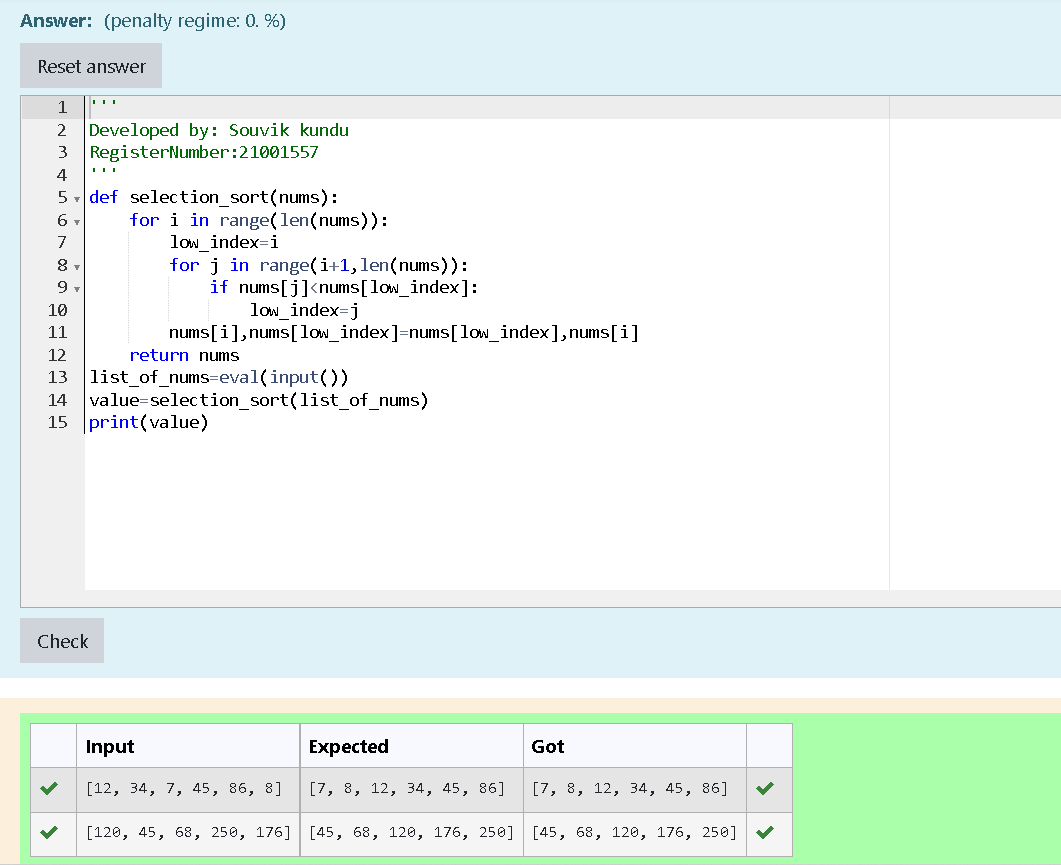 Answer: (penalty regime: 0. %)
Reset answer
1 '''
2 Developed by: Souvik kundu
3 RegisterNumber:21001557
4 '''
5 def selection_sort(nums):
6     for i in range(len(nums)):
7         low_index=i
8         for j in range(i+1,len(nums)):
9             if nums[j]<nums[low_index]:
10                 low_index=j
11         nums[i],nums[low_index]=nums[low_index],nums[i]
12     return nums
13 list_of_nums=eval(input())
14 value=selection_sort(list_of_nums)
15 print(value)
Check
Input Expected Got
[12, 34, 7, 45, 86, 8] [7, 8, 12, 34, 45, 86] [7, 8, 12, 34, 45, 86]
[120, 45, 68, 250, 176] [45, 68, 120, 176, 250] [45, 68, 120, 176, 250]